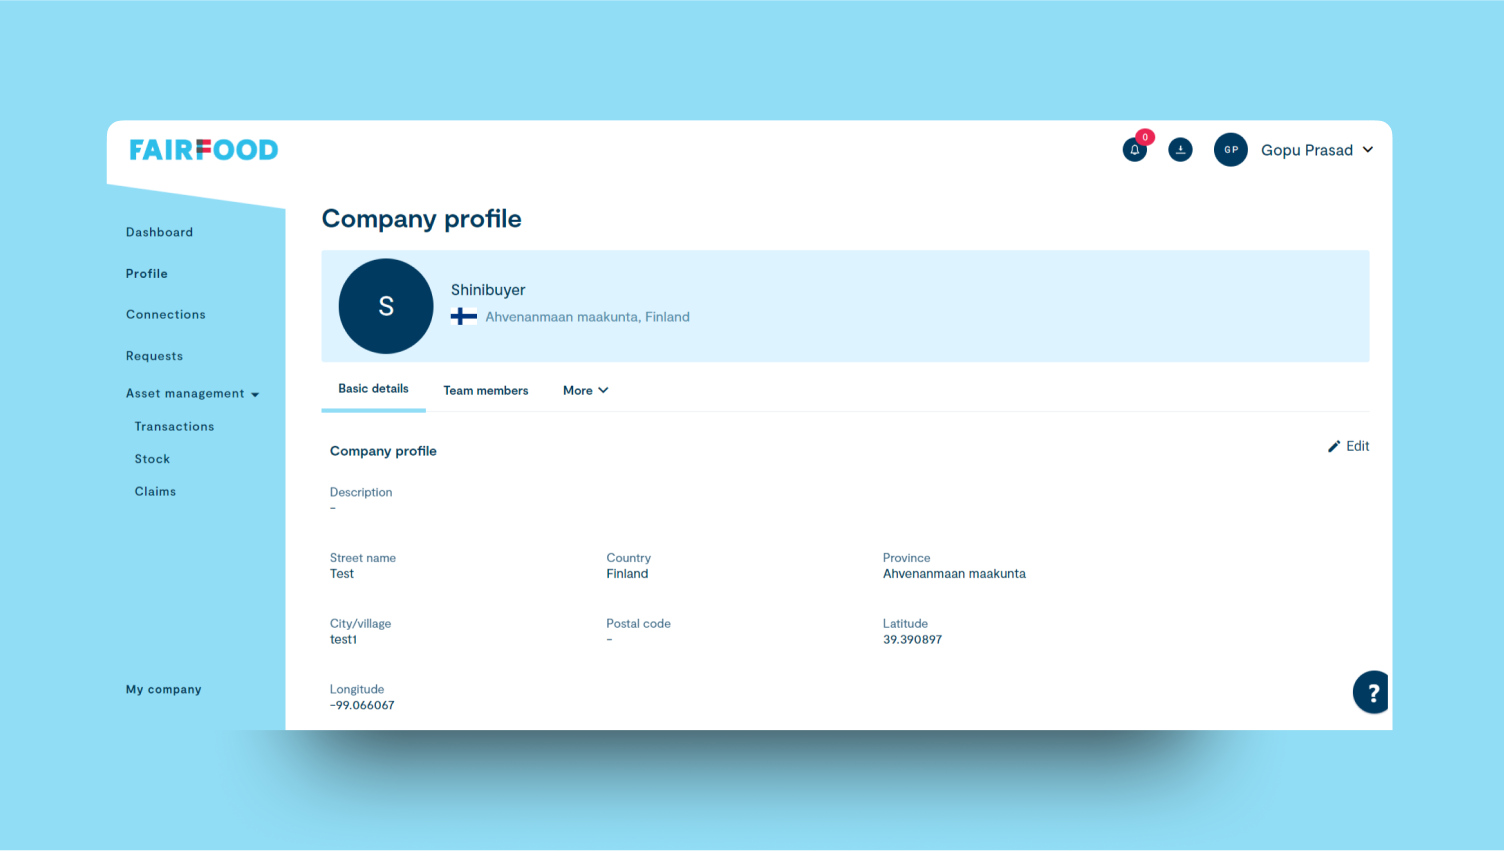 FAIRFOOD
0
GP
Gopu Prasad
Dashboard
Profile
Connections
Requests
Asset management
Transactions
Stock
Claims
My company
Company profile
S
Shinibuyer
Ahvenanmaan maakunta, Finland
Basic details
Team members
More
Company profile
Edit
Description
–
Street name
Test
Country
Finland
Province
Ahvenanmaan maakunta
City/village
test1
Postal code
–
Latitude
39.390897
Longitude
-99.066067
?